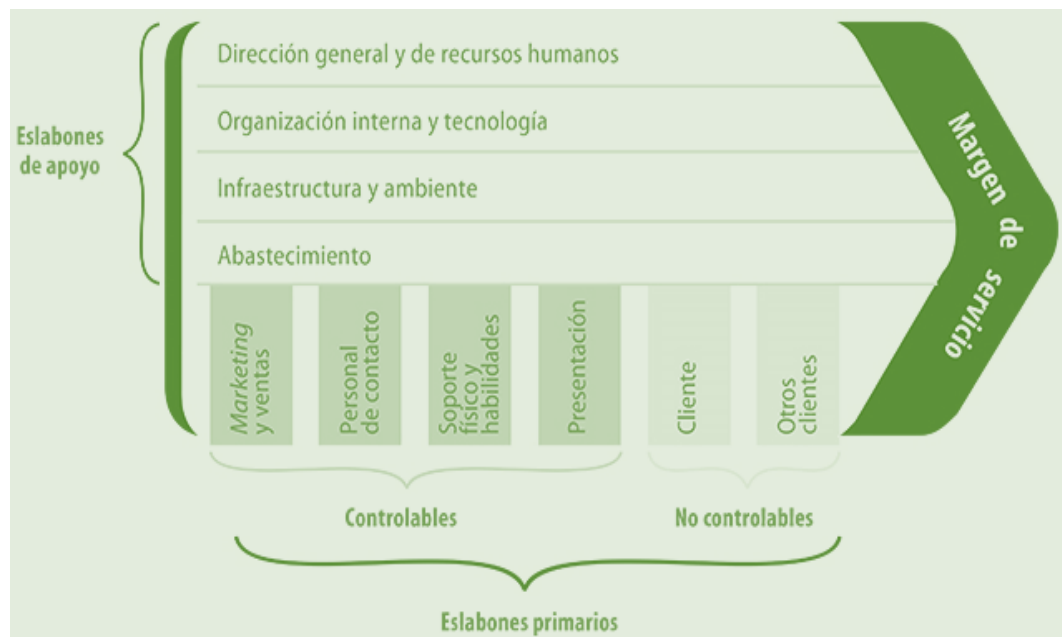 Dirección general y de recursos humanos
Organización interna y tecnología
Eslabones
de apoyo
Infraestructura y ambiente
Abastecimiento
Margen de servicio
Marketing
y ventas
Personal
de contacto
Soporte
físico y
habilidades
Presentación
Cliente
Otros
clientes
Controlables
No controlables
Eslabones primarios